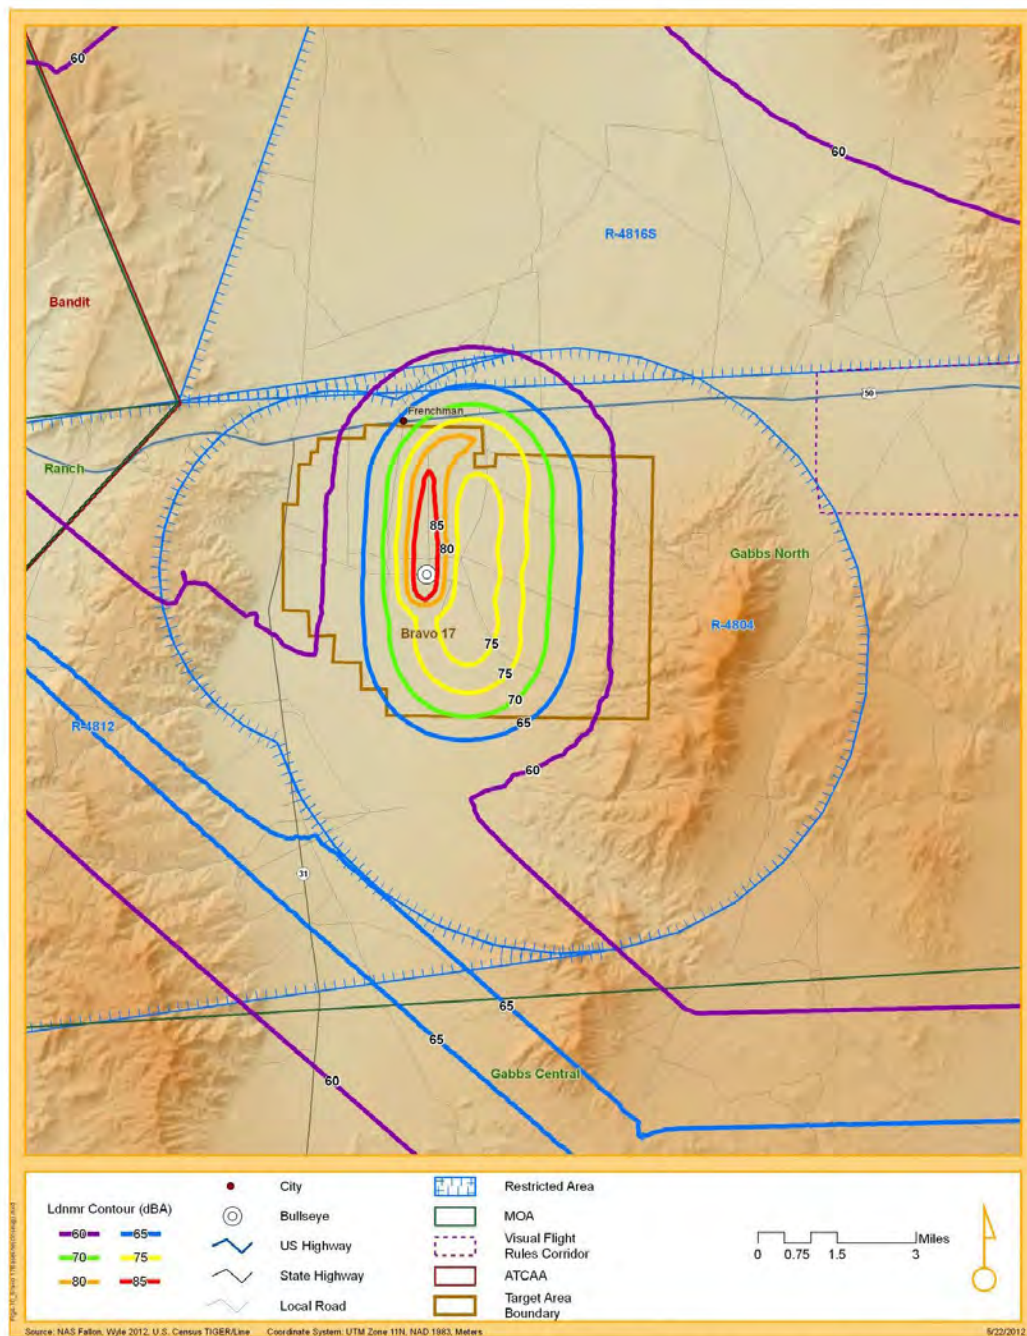 60
60
R-4816S
Bandit
50
Frenchman
Ranch
85
80
Gabbs North
R-4804
Bravo 17
75
75
70
65
R-4812
60
31
65
65
60
Gabbs Central
Ldnmr Contour (dBA)
60 65
70 75
80 85
City
Bullseye
US Highway
State Highway
Local Road
Restricted Area
MOA
Visual Flight
Rules Corridor
ATCAA
Target Area
Boundary
Miles
0 0.75 1.5 3
Source: NAS Fallon, Wyle 2012, U.S. Census TIGER/Line Coordinate System: UTM Zone 11N, NAD 1983, Meters
5/22/2012